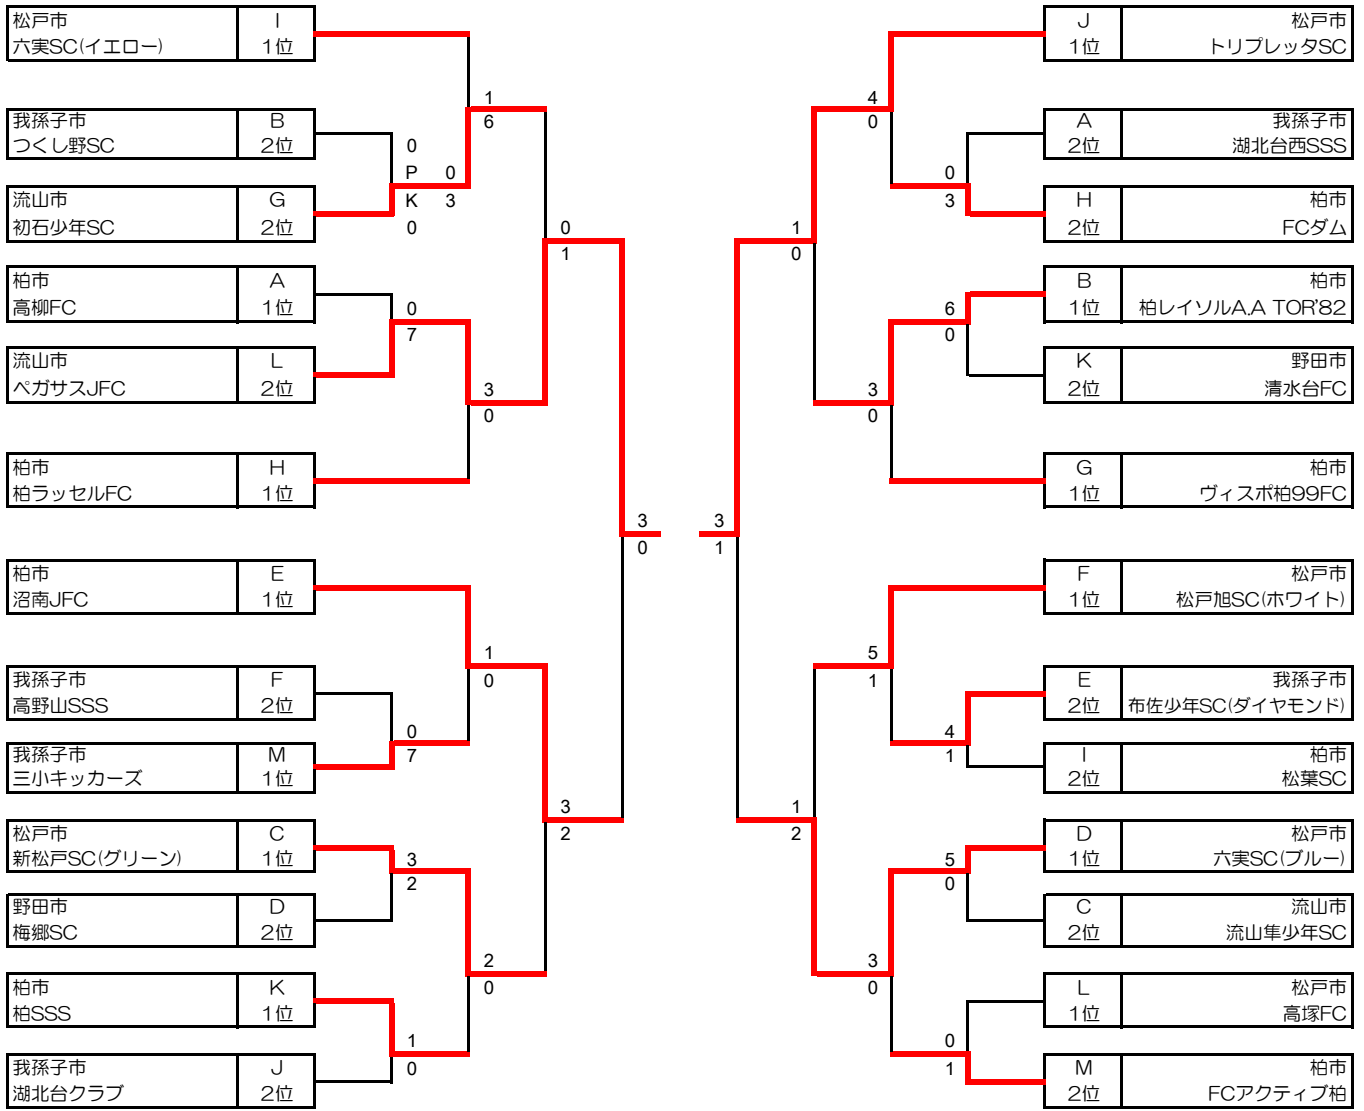 松戸市 I
六実SC(イエロー) 1位
我孫子市 B
つくし野SC 2位
流山市 G
初石少年SC 2位
柏市 A
高柳FC 1位
流山市 L
ペガサスJFC 2位
柏市 H
柏ラッセルFC 1位
柏市 E
沼南JFC 1位
我孫子市 F
高野山SSS 2位
我孫子市 M
三小キッカーズ 1位
松戸市 C
新松戸SC(グリーン) 1位
野田市 D
梅郷SC 2位
柏市 K
柏SSS 1位
我孫子市 J
湖北台クラブ 2位
0
P 0
K 3
0
0
7
0
7
3
2
1
0
1
6
3
0
1
0
2
0
0
1
3
2
3
0
3
1
1
0
1
2
4
0
3
0
5
1
3
0
0
3
6
0
4
1
5
0
0
1
J 松戸市
1位 トリプレッタSC
A 我孫子市
2位 湖北台西SSS
H 柏市
2位 FCダム
B 柏市
1位 柏レイソルA.A TOR'82
K 野田市
2位 清水台FC
G 柏市
1位 ヴィスポ柏99FC
F 松戸市
1位 松戸旭SC(ホワイト)
E 我孫子市
2位 布佐少年SC(ダイヤモンド)
I 柏市
2位 松葉SC
D 松戸市
1位 六実SC(ブルー)
C 流山市
2位 流山隼少年SC
L 松戸市
1位 高塚FC
M 柏市
2位 FCアクティブ柏